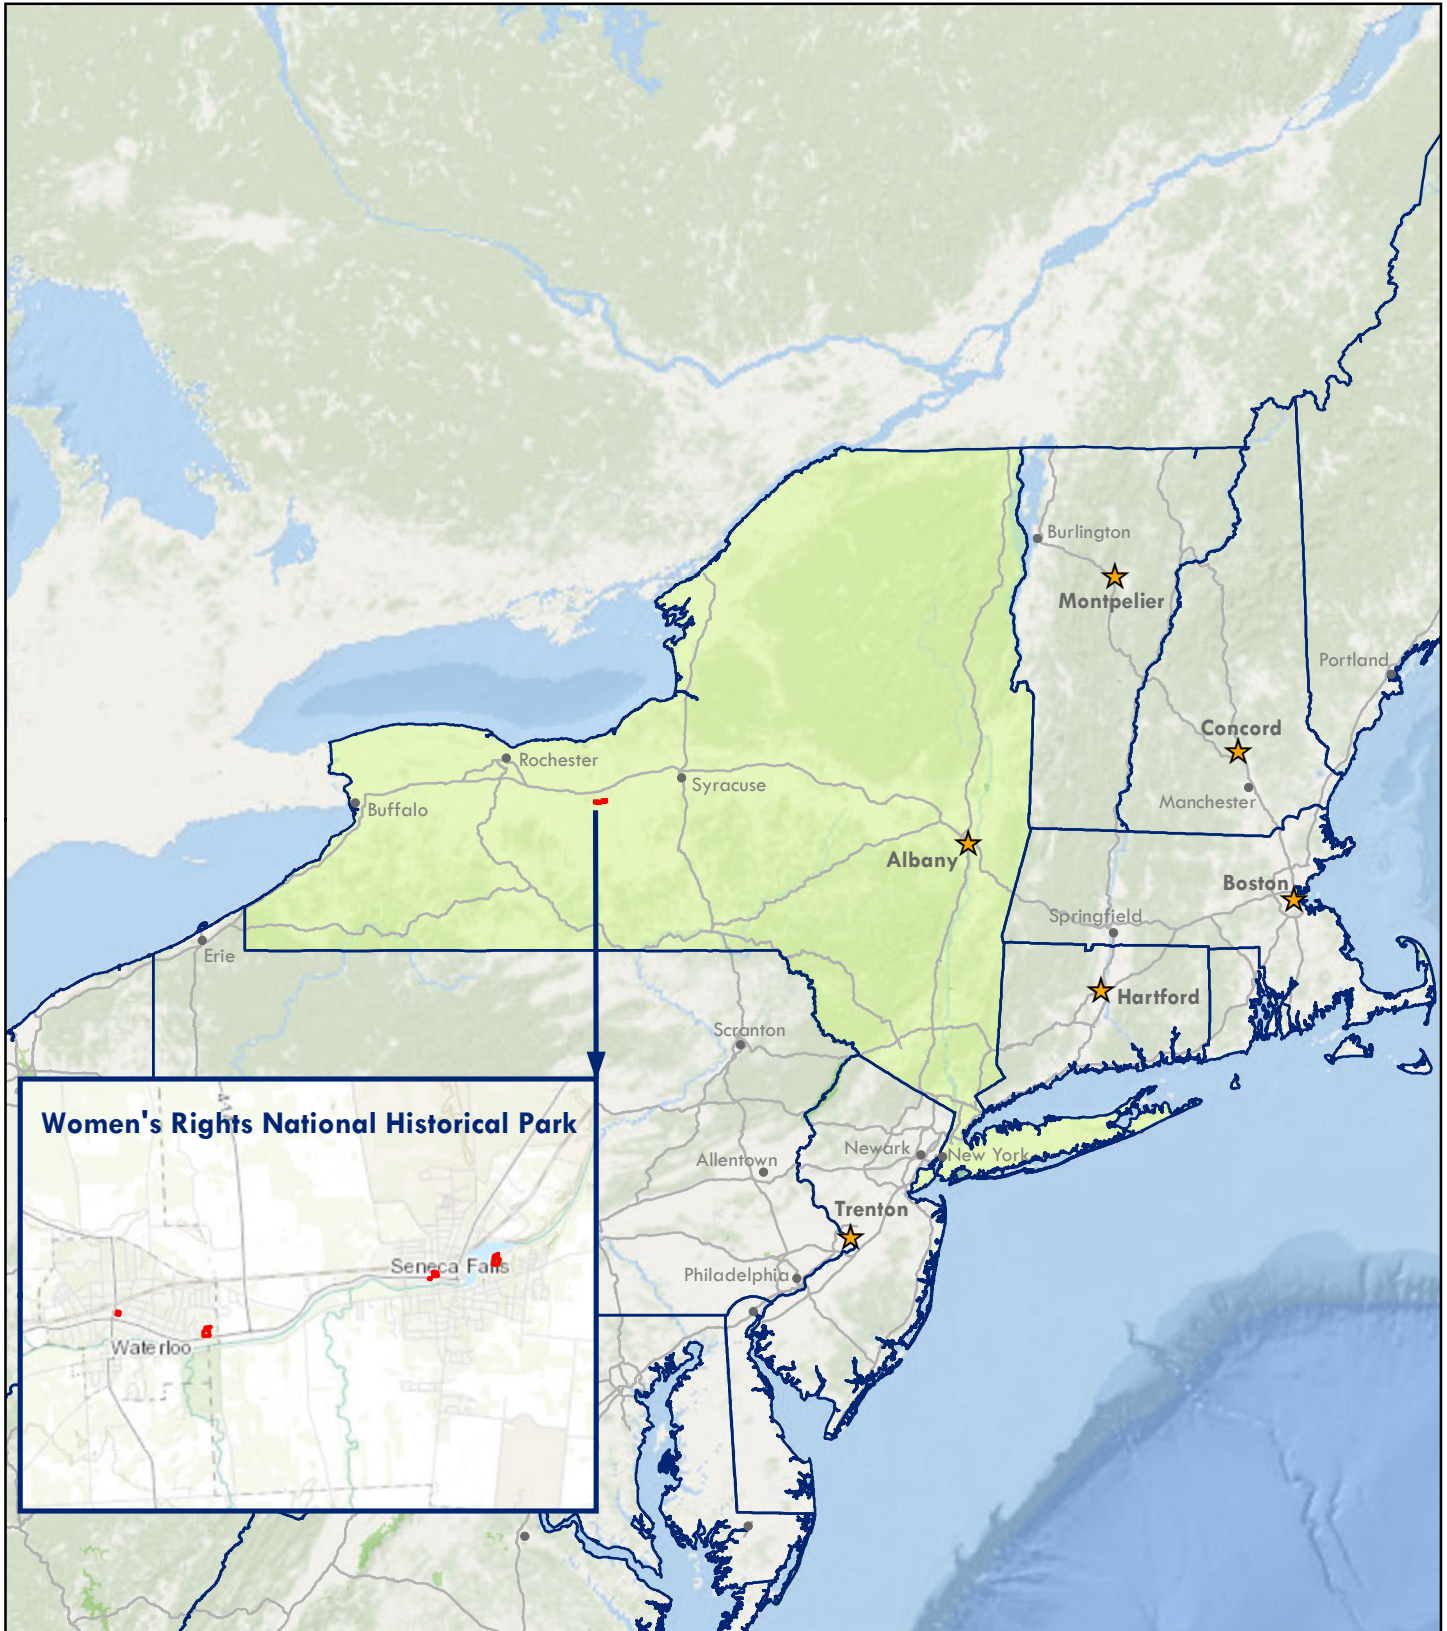 Burlington
Montpelier
Portland
Concord
Rochester
Syracuse
Manchester
Buffalo
Albany
Boston
Springfield
Erie
Hartford
Scranton
Women's Rights National Historical Park
Newark
New York
Allentown
Trenton
Seneca Falls
Philadelphia
Waterloo